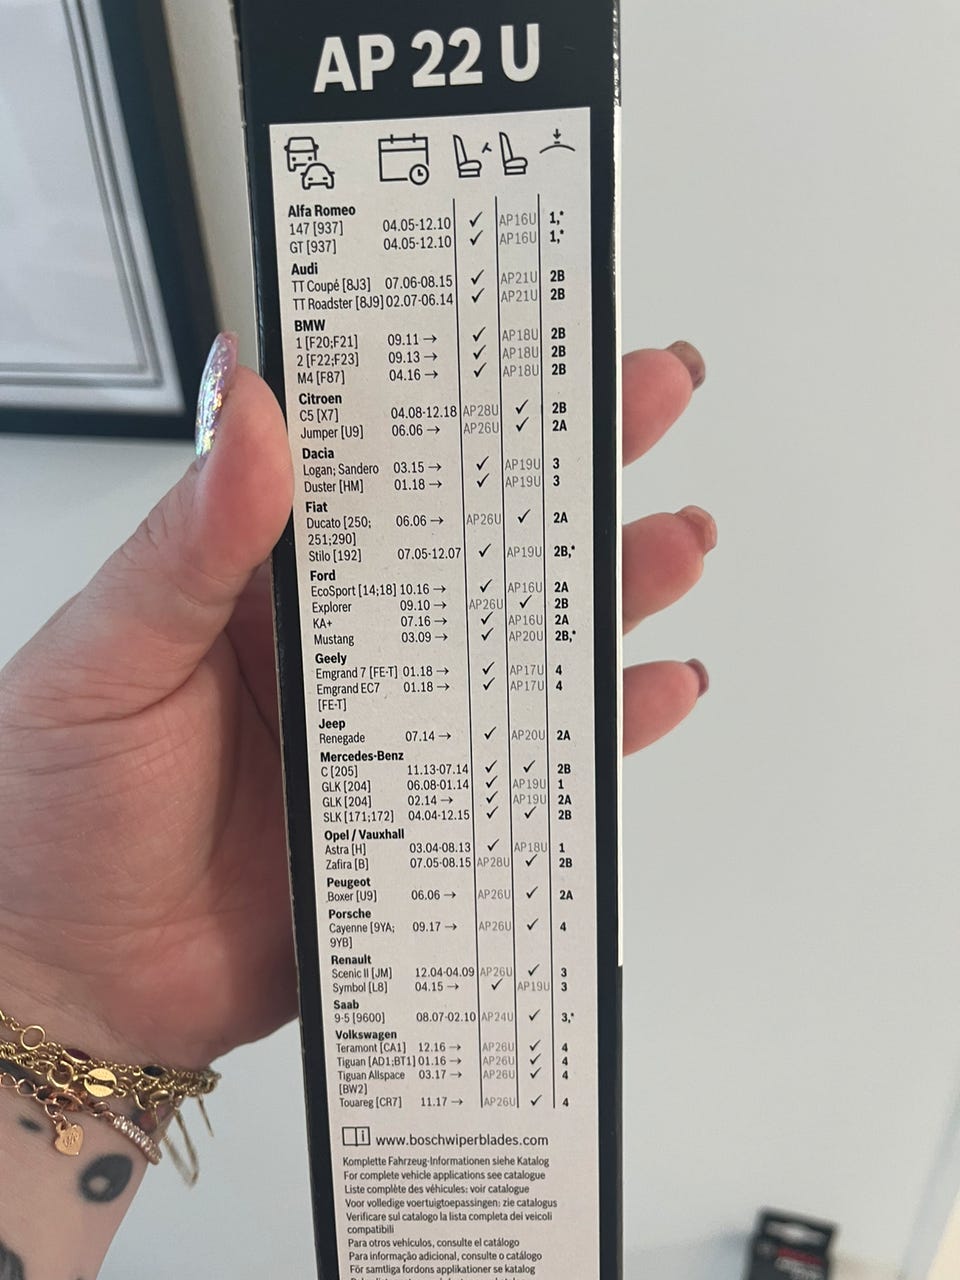 AP 22 U
Alfa Romeo
147 [937] 04.05-12.10 ✓ AP16U 1,*
GT [937] 04.05-12.10 ✓ AP16U 1,*
Audi
TT Coupé [8J3] 07.06-08.15 ✓ AP21U 2B
TT Roadster [8J9] 02.07-06.14 ✓ AP21U 2B
BMW
1 [F20;F21] 09.11 → ✓ AP18U 2B
2 [F22;F23] 09.13 → ✓ AP18U 2B
M4 [F87] 04.16 → ✓ AP18U 2B
Citroen
C5 [X7] 04.08-12.18 AP28U ✓ 2B
Jumper [U9] 06.06 → AP26U ✓ 2A
Dacia
Logan; Sandero 03.15 → ✓ AP19U 3
Duster [HM] 01.18 → ✓ AP19U 3
Fiat
Ducato [250; 06.06 → AP26U ✓ 2A
251;290]
Stilo [192] 07.05-12.07 ✓ AP19U 2B,*
Ford
EcoSport [14;18] 10.16 → ✓ AP16U 2A
Explorer 09.10 → AP26U ✓ 2B
KA+ 07.16 → ✓ AP16U 2A
Mustang 03.09 → ✓ AP20U 2B,*
Geely
Emgrand 7 [FE-T] 01.18 → ✓ AP17U 4
Emgrand EC7 01.18 → ✓ AP17U 4
[FE-T]
Jeep
Renegade 07.14 → ✓ AP20U 2A
Mercedes-Benz
C [205] 11.13-07.14 ✓ ✓ 2B
GLK [204] 06.08-01.14 ✓ AP19U 1
GLK [204] 02.14 → ✓ AP19U 2A
SLK [171;172] 04.04-12.15 ✓ ✓ 2B
Opel / Vauxhall
Astra [H] 03.04-08.13 ✓ AP18U 1
Zafira [B] 07.05-08.15 AP28U ✓ 2B
Peugeot
Boxer [U9] 06.06 → AP26U ✓ 2A
Porsche
Cayenne [9YA; 09.17 → AP26U ✓ 4
9YB]
Renault
Scenic II [JM] 12.04-04.09 AP26U ✓ 3
Symbol [L8] 04.15 → ✓ AP19U 3
Saab
9-5 [9600] 08.07-02.10 AP24U ✓ 3,*
Volkswagen
Teramont [CA1] 12.16 → AP26U ✓ 4
Tiguan [AD1;BT1] 01.16 → AP26U ✓ 4
Tiguan Allspace 03.17 → AP26U ✓ 4
[BW2]
Touareg [CR7] 11.17 → AP26U ✓ 4
i www.boschwiperblades.com
Komplette Fahrzeug-Informationen siehe Katalog
For complete vehicle applications see catalogue
Liste complète des véhicules: voir catalogue
Voor volledige voertuigtoepassingen: zie catalogus
Verificare sul catalogo la lista completa dei veicoli
compatibili
Para otros vehículos, consulte el catálogo
Para informação adicional, consulte o catálogo
För samtliga fordons applikationer se katalog